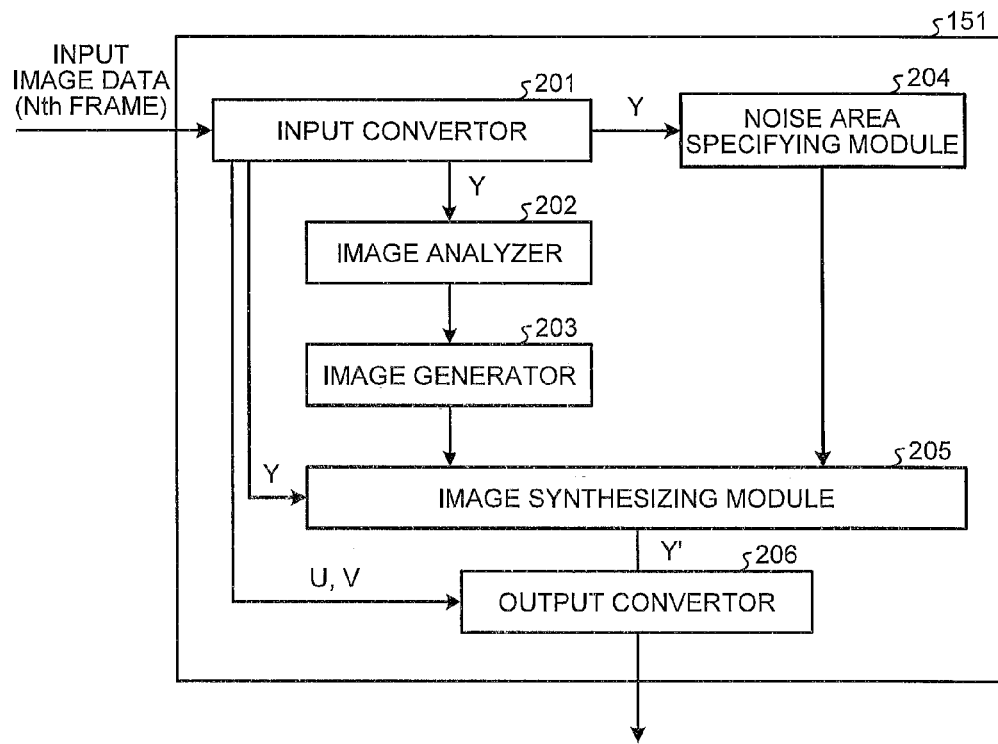 151
INPUT
IMAGE DATA
(Nth FRAME)
201
INPUT CONVERTOR
Y
204
NOISE AREA
SPECIFYING MODULE
Y
202
IMAGE ANALYZER
203
IMAGE GENERATOR
Y
205
IMAGE SYNTHESIZING MODULE
Y'
206
U, V
OUTPUT CONVERTOR